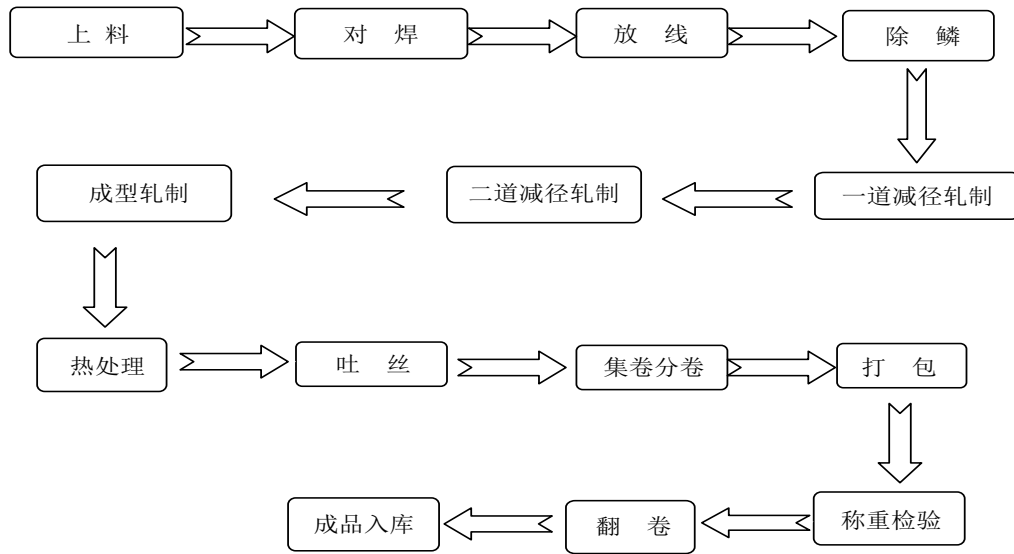 上 料
对 焊
放 线
除 鳞
一道减径轧制
二道减径轧制
成型轧制
热处理
吐 丝
集卷分卷
打 包
称重检验
翻 卷
成品入库